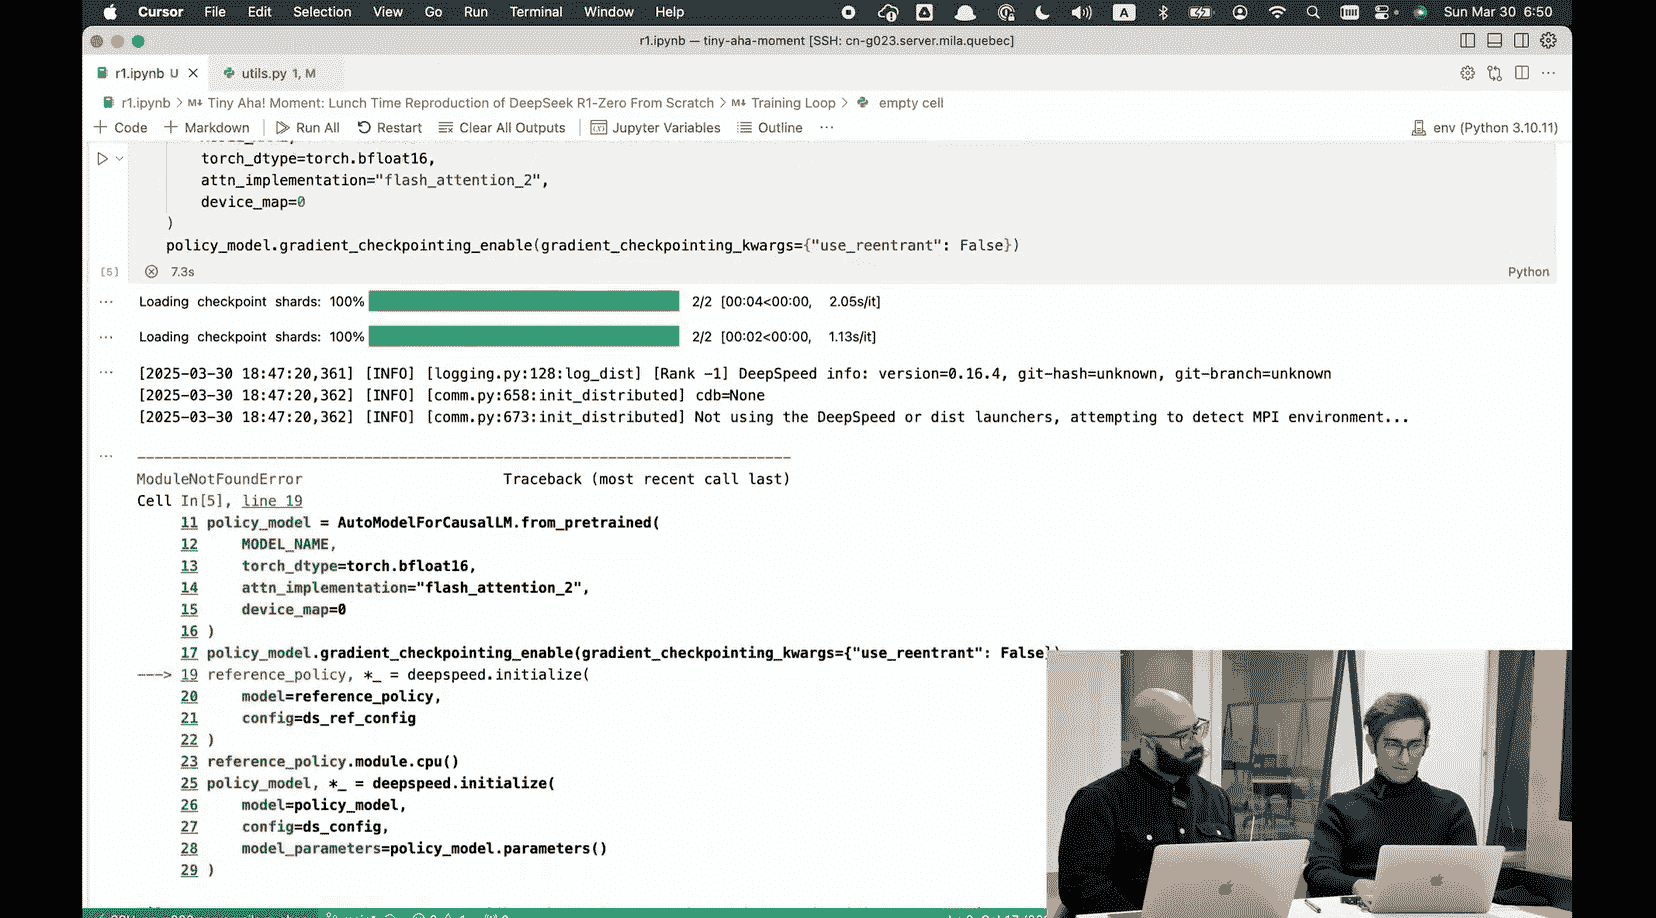 Cursor File Edit Selection View Go Run Terminal Window Help A Sun Mar 30 6:50
r1.ipynb — tiny-aha-moment [SSH: cn-g023.server.mila.quebec]
r1.ipynb U utils.py 1, M
r1.ipynb > M↓ Tiny Aha! Moment: Lunch Time Reproduction of DeepSeek R1-Zero From Scratch > M↓ Training Loop > empty cell
+ Code + Markdown Run All Restart Clear All Outputs Jupyter Variables Outline ... env (Python 3.10.11)
torch_dtype=torch.bfloat16,
attn_implementation="flash_attention_2",
device_map=0
)
policy_model.gradient_checkpointing_enable(gradient_checkpointing_kwargs={"use_reentrant": False})
[5] 7.3s Python
Loading checkpoint shards: 100% 2/2 [00:04<00:00, 2.05s/it]
Loading checkpoint shards: 100% 2/2 [00:02<00:00, 1.13s/it]
[2025-03-30 18:47:20,361] [INFO] [logging.py:128:log_dist] [Rank -1] DeepSpeed info: version=0.16.4, git-hash=unknown, git-branch=unknown
[2025-03-30 18:47:20,362] [INFO] [comm.py:658:init_distributed] cdb=None
[2025-03-30 18:47:20,362] [INFO] [comm.py:673:init_distributed] Not using the DeepSpeed or dist launchers, attempting to detect MPI environment...
---------------------------------------------------------------------------
ModuleNotFoundError Traceback (most recent call last)
Cell In[5], line 19
11 policy_model = AutoModelForCausalLM.from_pretrained(
12 MODEL_NAME,
13 torch_dtype=torch.bfloat16,
14 attn_implementation="flash_attention_2",
15 device_map=0
16 )
17 policy_model.gradient_checkpointing_enable(gradient_checkpointing_kwargs={"use_reentrant": False})
---> 19 reference_policy, *_ = deepspeed.initialize(
20 model=reference_policy,
21 config=ds_ref_config
22 )
23 reference_policy.module.cpu()
25 policy_model, *_ = deepspeed.initialize(
26 model=policy_model,
27 config=ds_config,
28 model_parameters=policy_model.parameters()
29 )